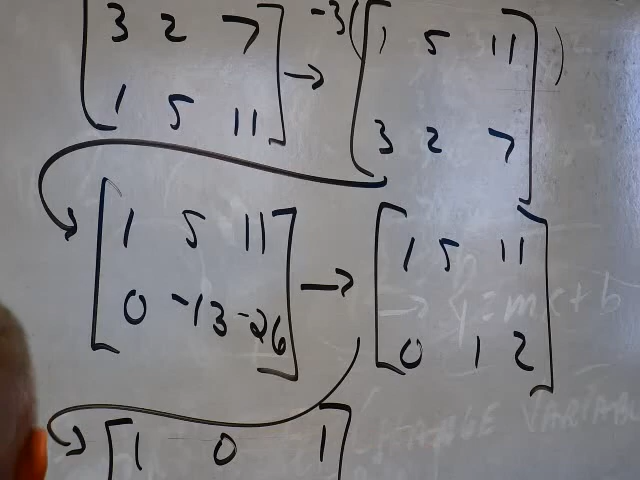 [3 2 7] → -3( [1 5 11] )
[1 5 11] [3 2 7]
[1 5 11] → [1 5 11]
[0 -13 -26] [0 1 2]
→ y = mx + b
CHANGE VARIAB
[1 0 1]